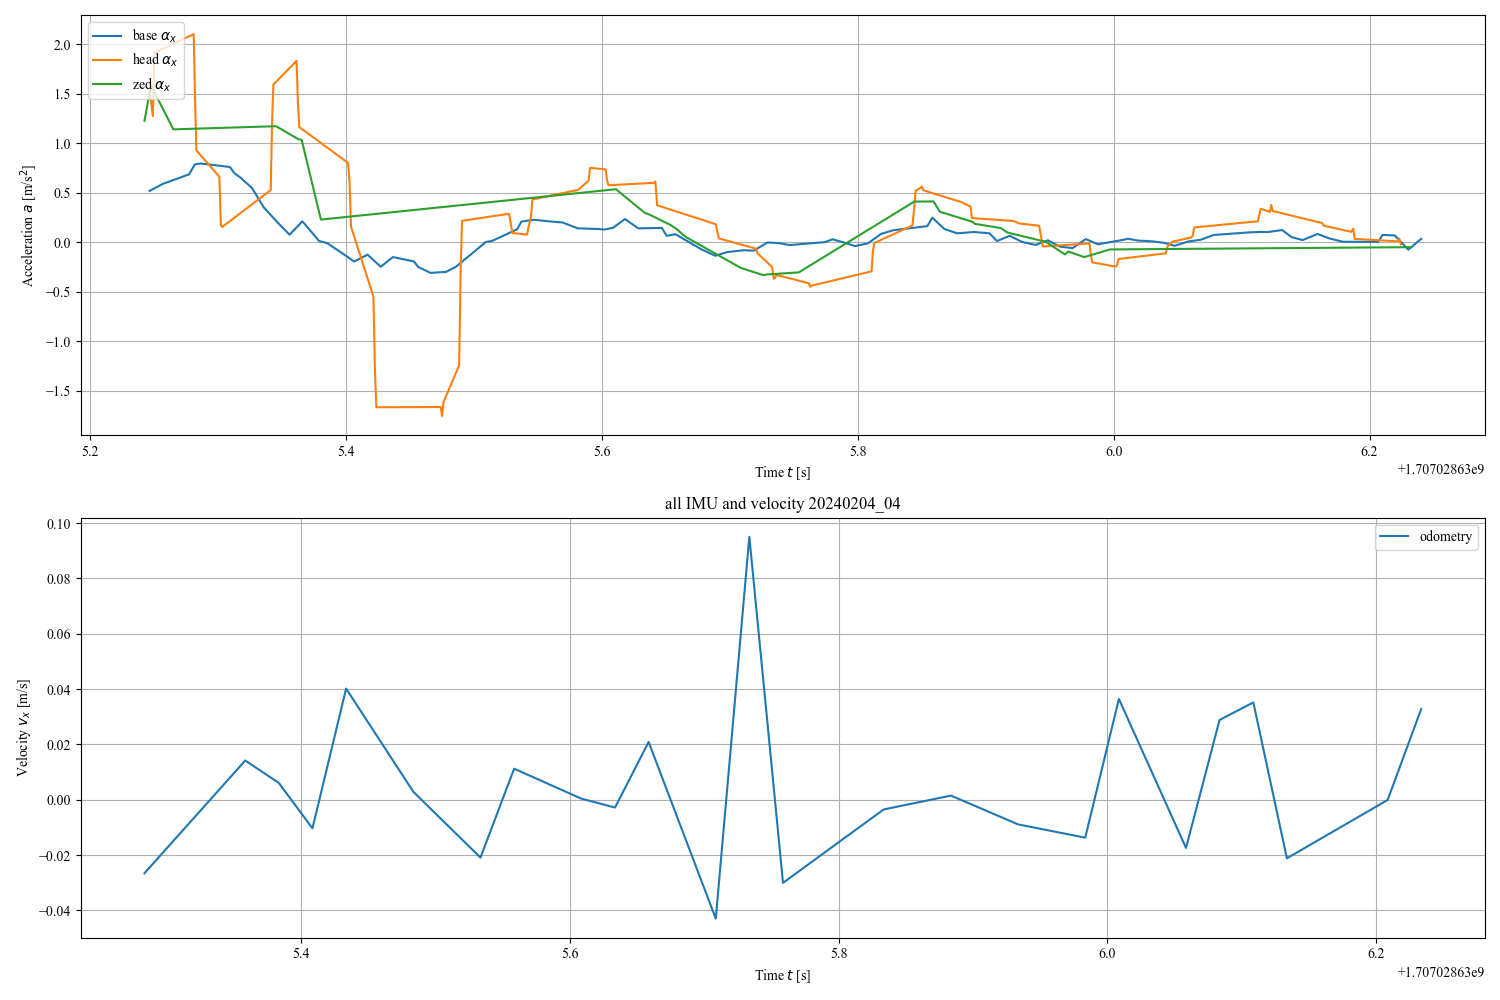 2.0
1.5
1.0
0.5
0.0
−0.5
−1.0
−1.5
Acceleration a [m/s²]
base αₓ
head αₓ
zed αₓ
5.2 5.4 5.6 5.8 6.0 6.2
Time t [s]
+1.70702863e9
all IMU and velocity 20240204_04
0.10
0.08
0.06
0.04
0.02
0.00
−0.02
−0.04
Velocity vₓ [m/s]
odometry
5.4 5.6 5.8 6.0 6.2
Time t [s]
+1.70702863e9